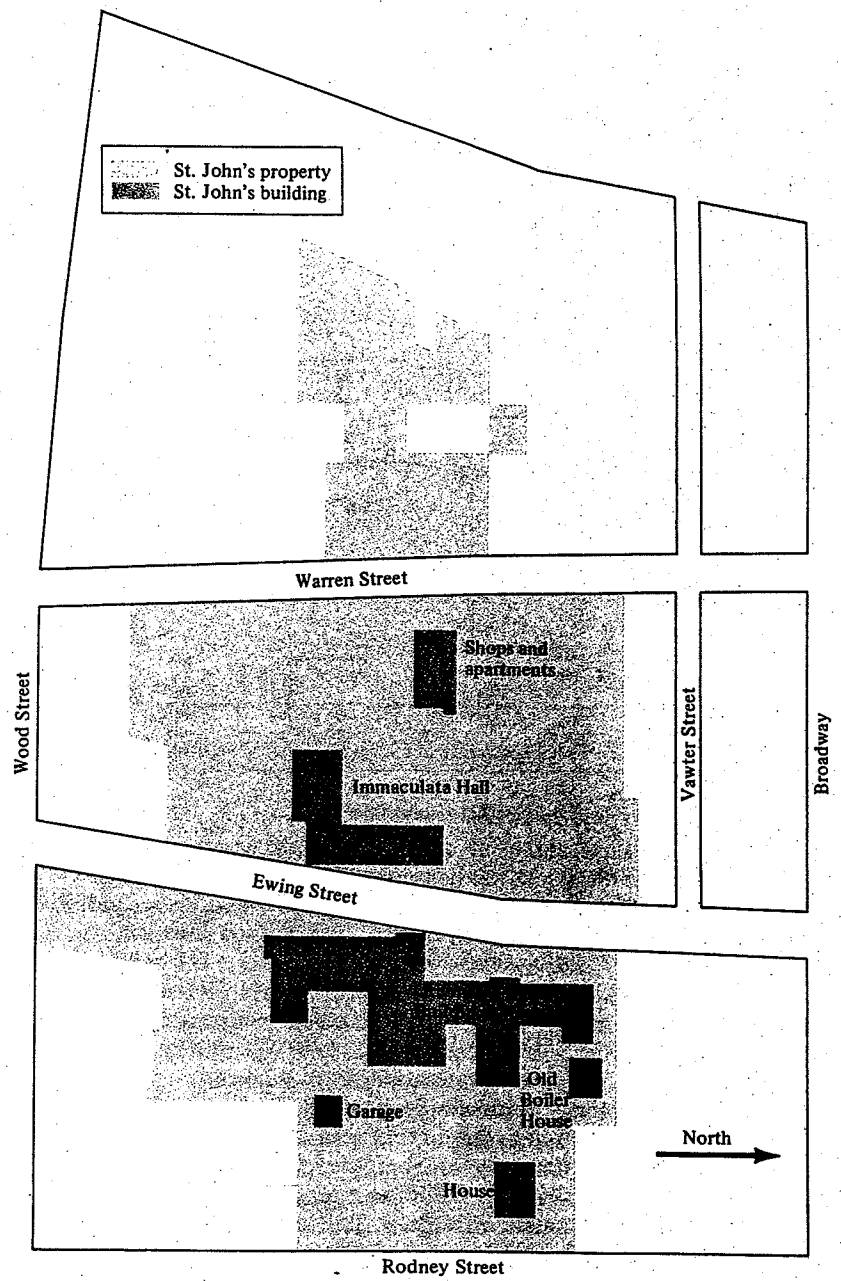 St. John's property
St. John's building
Warren Street
Shops and
apartments
Wood Street
Immaculata Hall
Vawter Street
Broadway
Ewing Street
Old
Boiler
House
Garage
North
House
Rodney Street